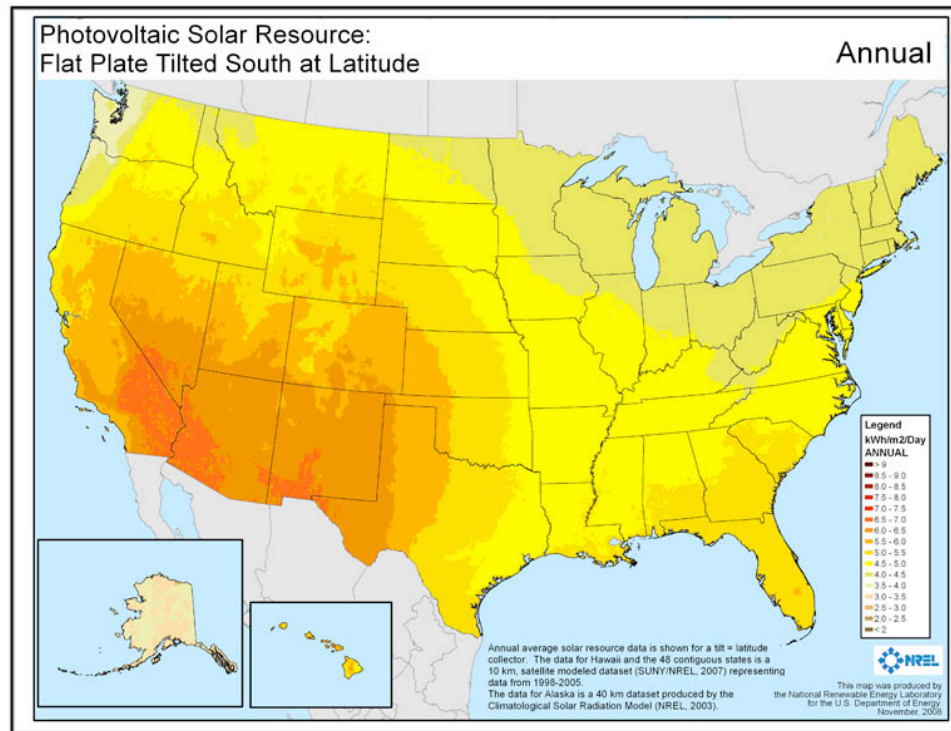 Photovoltaic Solar Resource:
Flat Plate Tilted South at Latitude
Annual
Legend
kWh/m2/Day
ANNUAL
> 9
8.5 - 9.0
8.0 - 8.5
7.5 - 8.0
7.0 - 7.5
6.5 - 7.0
6.0 - 6.5
5.5 - 6.0
5.0 - 5.5
4.5 - 5.0
4.0 - 4.5
3.5 - 4.0
3.0 - 3.5
2.5 - 3.0
2.0 - 2.5
< 2
Annual average solar resource data is shown for a tilt = latitude
collector. The data for Hawaii and the 48 contiguous states is a
10 km, satellite modeled dataset (SUNY/NREL, 2007) representing
data from 1998-2005.
The data for Alaska is a 40 km dataset produced by the
Climatological Solar Radiation Model (NREL, 2003).
NREL
This map was produced by
the National Renewable Energy Laboratory
for the U.S. Department of Energy.
November, 2008